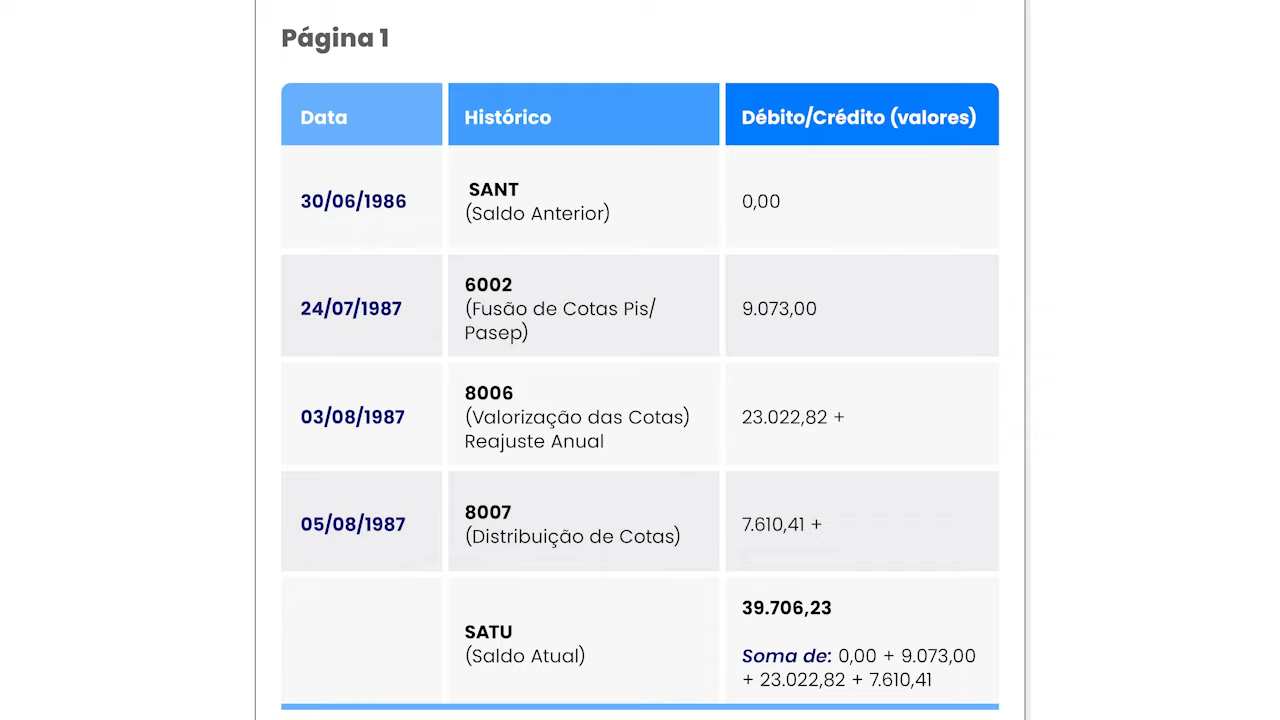 Página 1
Data Histórico Débito/Crédito (valores)
30/06/1986
SANT
(Saldo Anterior)
0,00
24/07/1987
6002
(Fusão de Cotas Pis/
Pasep)
9.073,00
03/08/1987
8006
(Valorização das Cotas)
Reajuste Anual
23.022,82 +
05/08/1987
8007
(Distribuição de Cotas)
7.610,41 +
SATU
(Saldo Atual)
39.706,23
Soma de: 0,00 + 9.073,00
+ 23.022,82 + 7.610,41